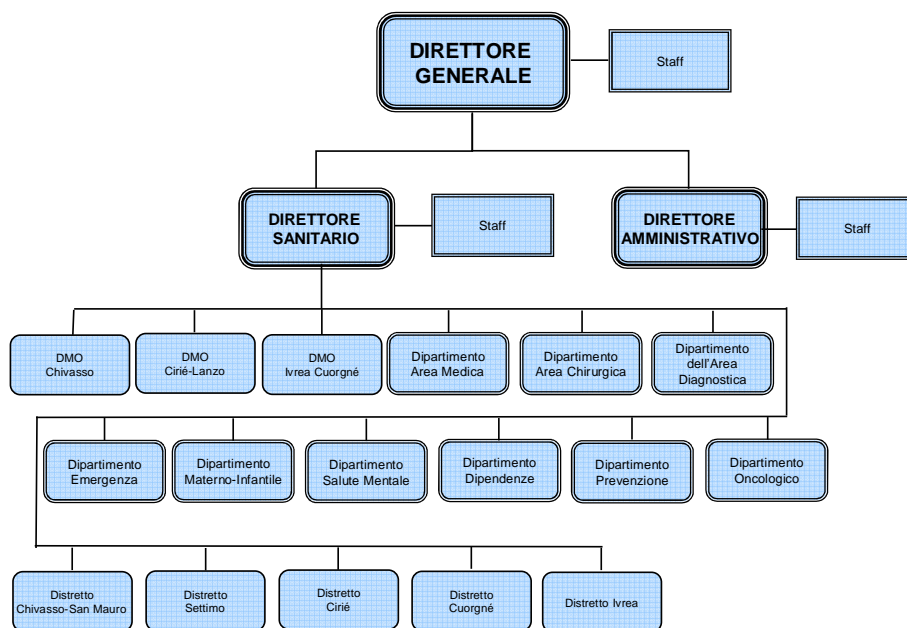 DIRETTORE
GENERALE
Staff
DIRETTORE
SANITARIO
Staff
DIRETTORE
AMMINISTRATIVO
Staff
DMO
Chivasso
DMO
Cirié-Lanzo
DMO
Ivrea Cuorgné
Dipartimento
Area Medica
Dipartimento
Area Chirurgica
Dipartimento
dell'Area
Diagnostica
Dipartimento
Emergenza
Dipartimento
Materno-Infantile
Dipartimento
Salute Mentale
Dipartimento
Dipendenze
Dipartimento
Prevenzione
Dipartimento
Oncologico
Distretto
Chivasso-San Mauro
Distretto
Settimo
Distretto
Cirié
Distretto
Cuorgné
Distretto Ivrea